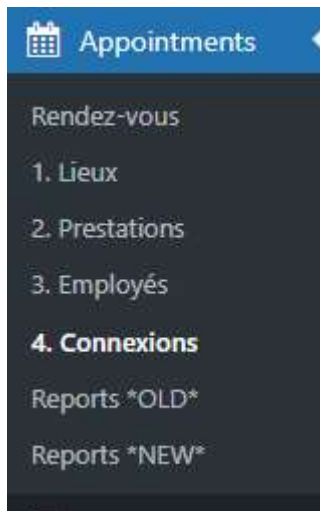 Appointments
Rendez-vous
1. Lieux
2. Prestations
3. Employés
4. Connexions
Reports *OLD*
Reports *NEW*